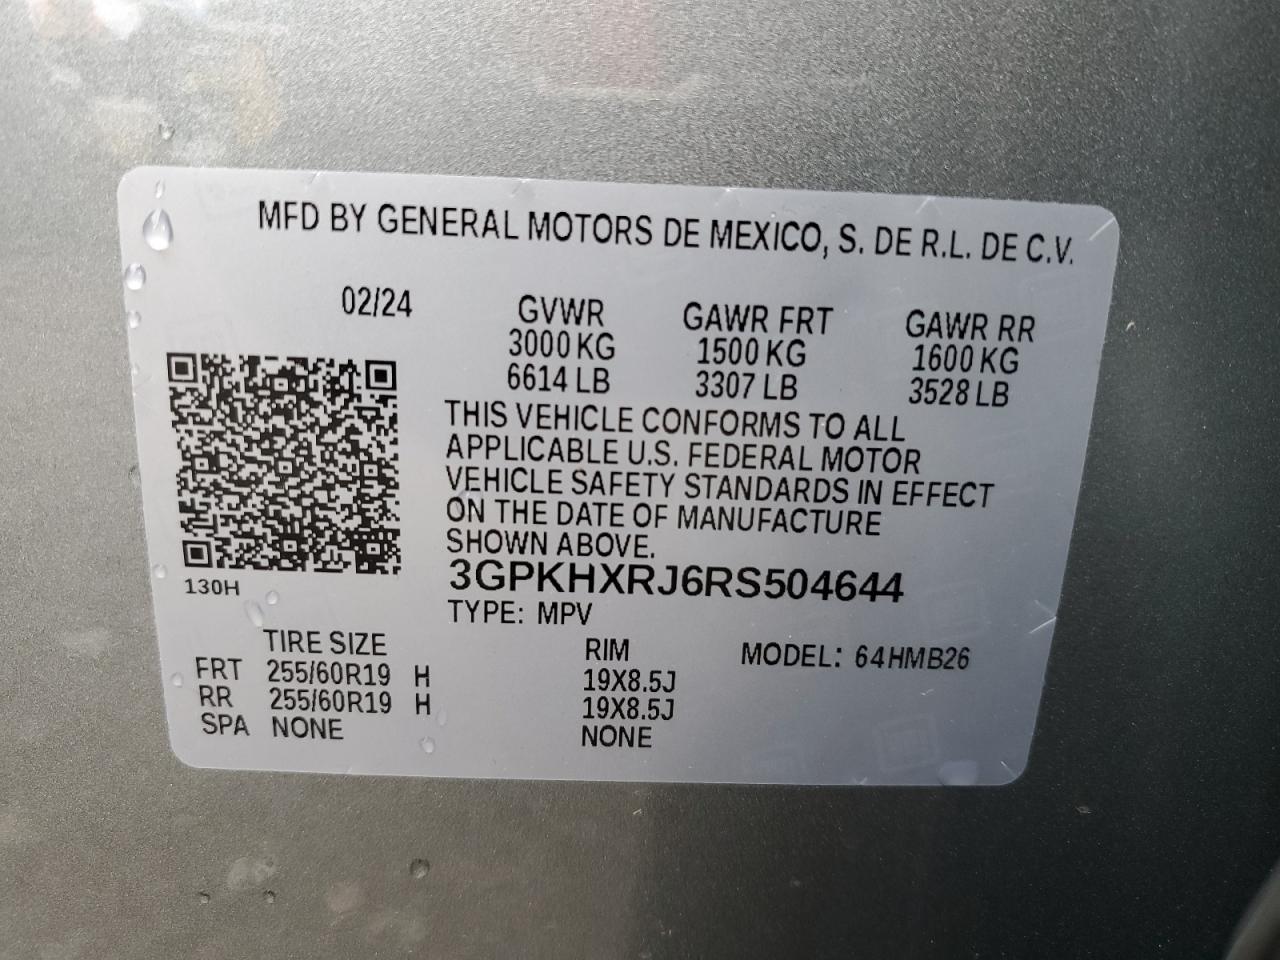 MFD BY GENERAL MOTORS DE MEXICO, S. DE R.L. DE C.V.
02/24 GVWR GAWR FRT GAWR RR
3000 KG 1500 KG 1600 KG
6614 LB 3307 LB 3528 LB
THIS VEHICLE CONFORMS TO ALL
APPLICABLE U.S. FEDERAL MOTOR
VEHICLE SAFETY STANDARDS IN EFFECT
ON THE DATE OF MANUFACTURE
SHOWN ABOVE.
3GPKHXRJ6RS504644
130H
TYPE: MPV
TIRE SIZE RIM MODEL: 64HMB26
FRT 255/60R19 H 19X8.5J
RR 255/60R19 H 19X8.5J
SPA NONE NONE